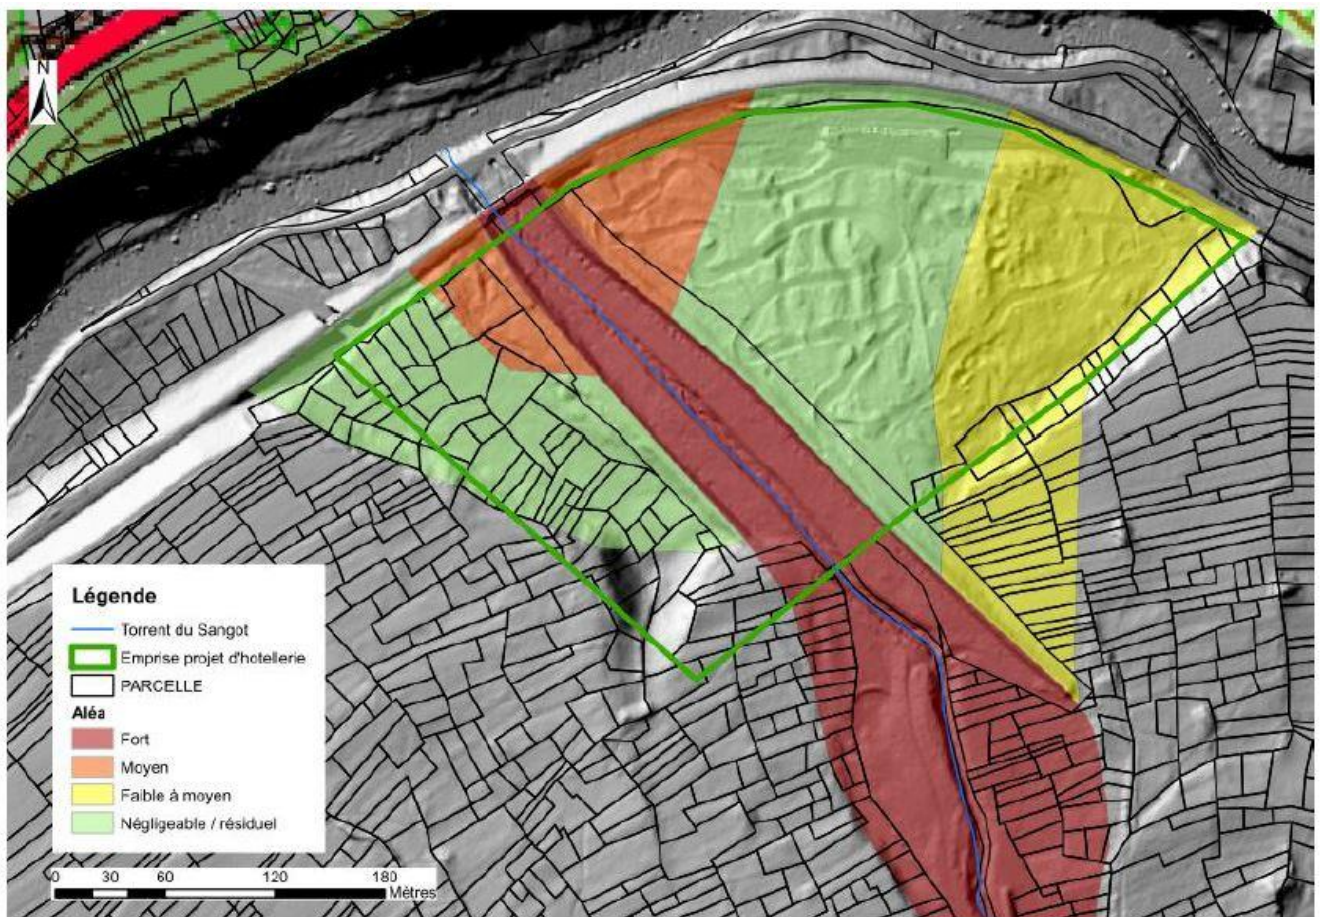 N
Légende
Torrent du Sangot
Emprise projet d'hotellerie
PARCELLE
Aléa
Fort
Moyen
Faible à moyen
Négligeable / résiduel
0 30 60 120 180
Mètres